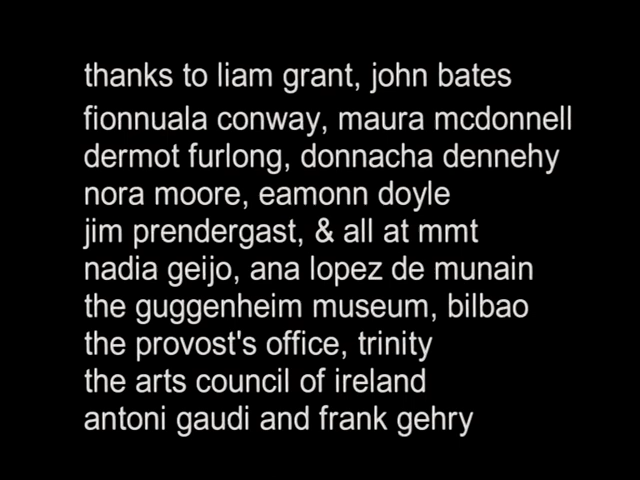 thanks to liam grant, john bates
fionnuala conway, maura mcdonnell
dermot furlong, donnacha dennehy
nora moore, eamonn doyle
jim prendergast, & all at mmt
nadia geijo, ana lopez de munain
the guggenheim museum, bilbao
the provost's office, trinity
the arts council of ireland
antoni gaudi and frank gehry